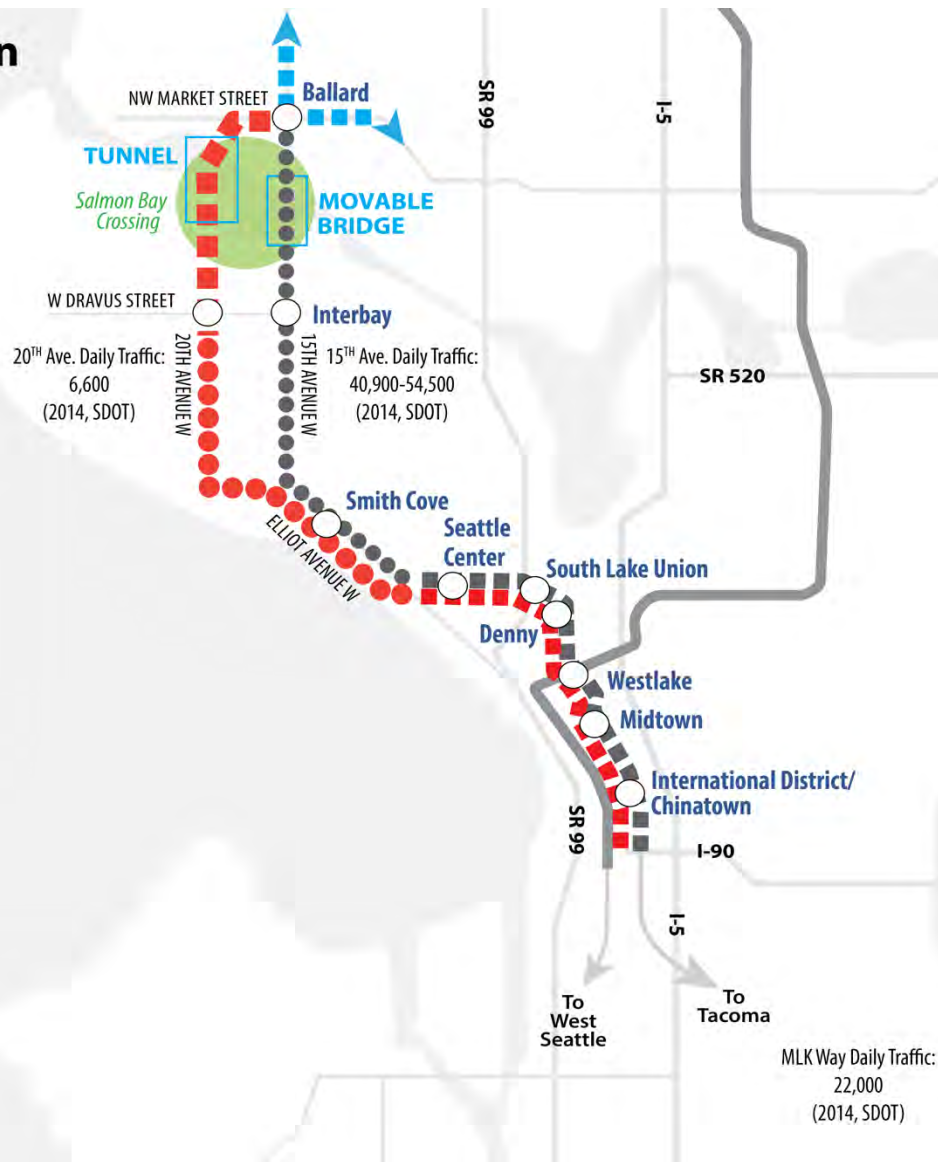 n
NW MARKET STREET
Ballard
SR 99
I-5
TUNNEL
Salmon Bay
Crossing
MOVABLE
BRIDGE
W DRAVUS STREET
Interbay
20TH Ave. Daily Traffic:
6,600
(2014, SDOT)
20TH AVENUE W
15TH AVENUE W
15TH Ave. Daily Traffic:
40,900-54,500
(2014, SDOT)
SR 520
Smith Cove
ELLIOT AVENUE W
Seattle
Center
South Lake Union
Denny
Westlake
Midtown
International District/
Chinatown
SR 99
I-90
I-5
To
West
Seattle
To
Tacoma
MLK Way Daily Traffic:
22,000
(2014, SDOT)